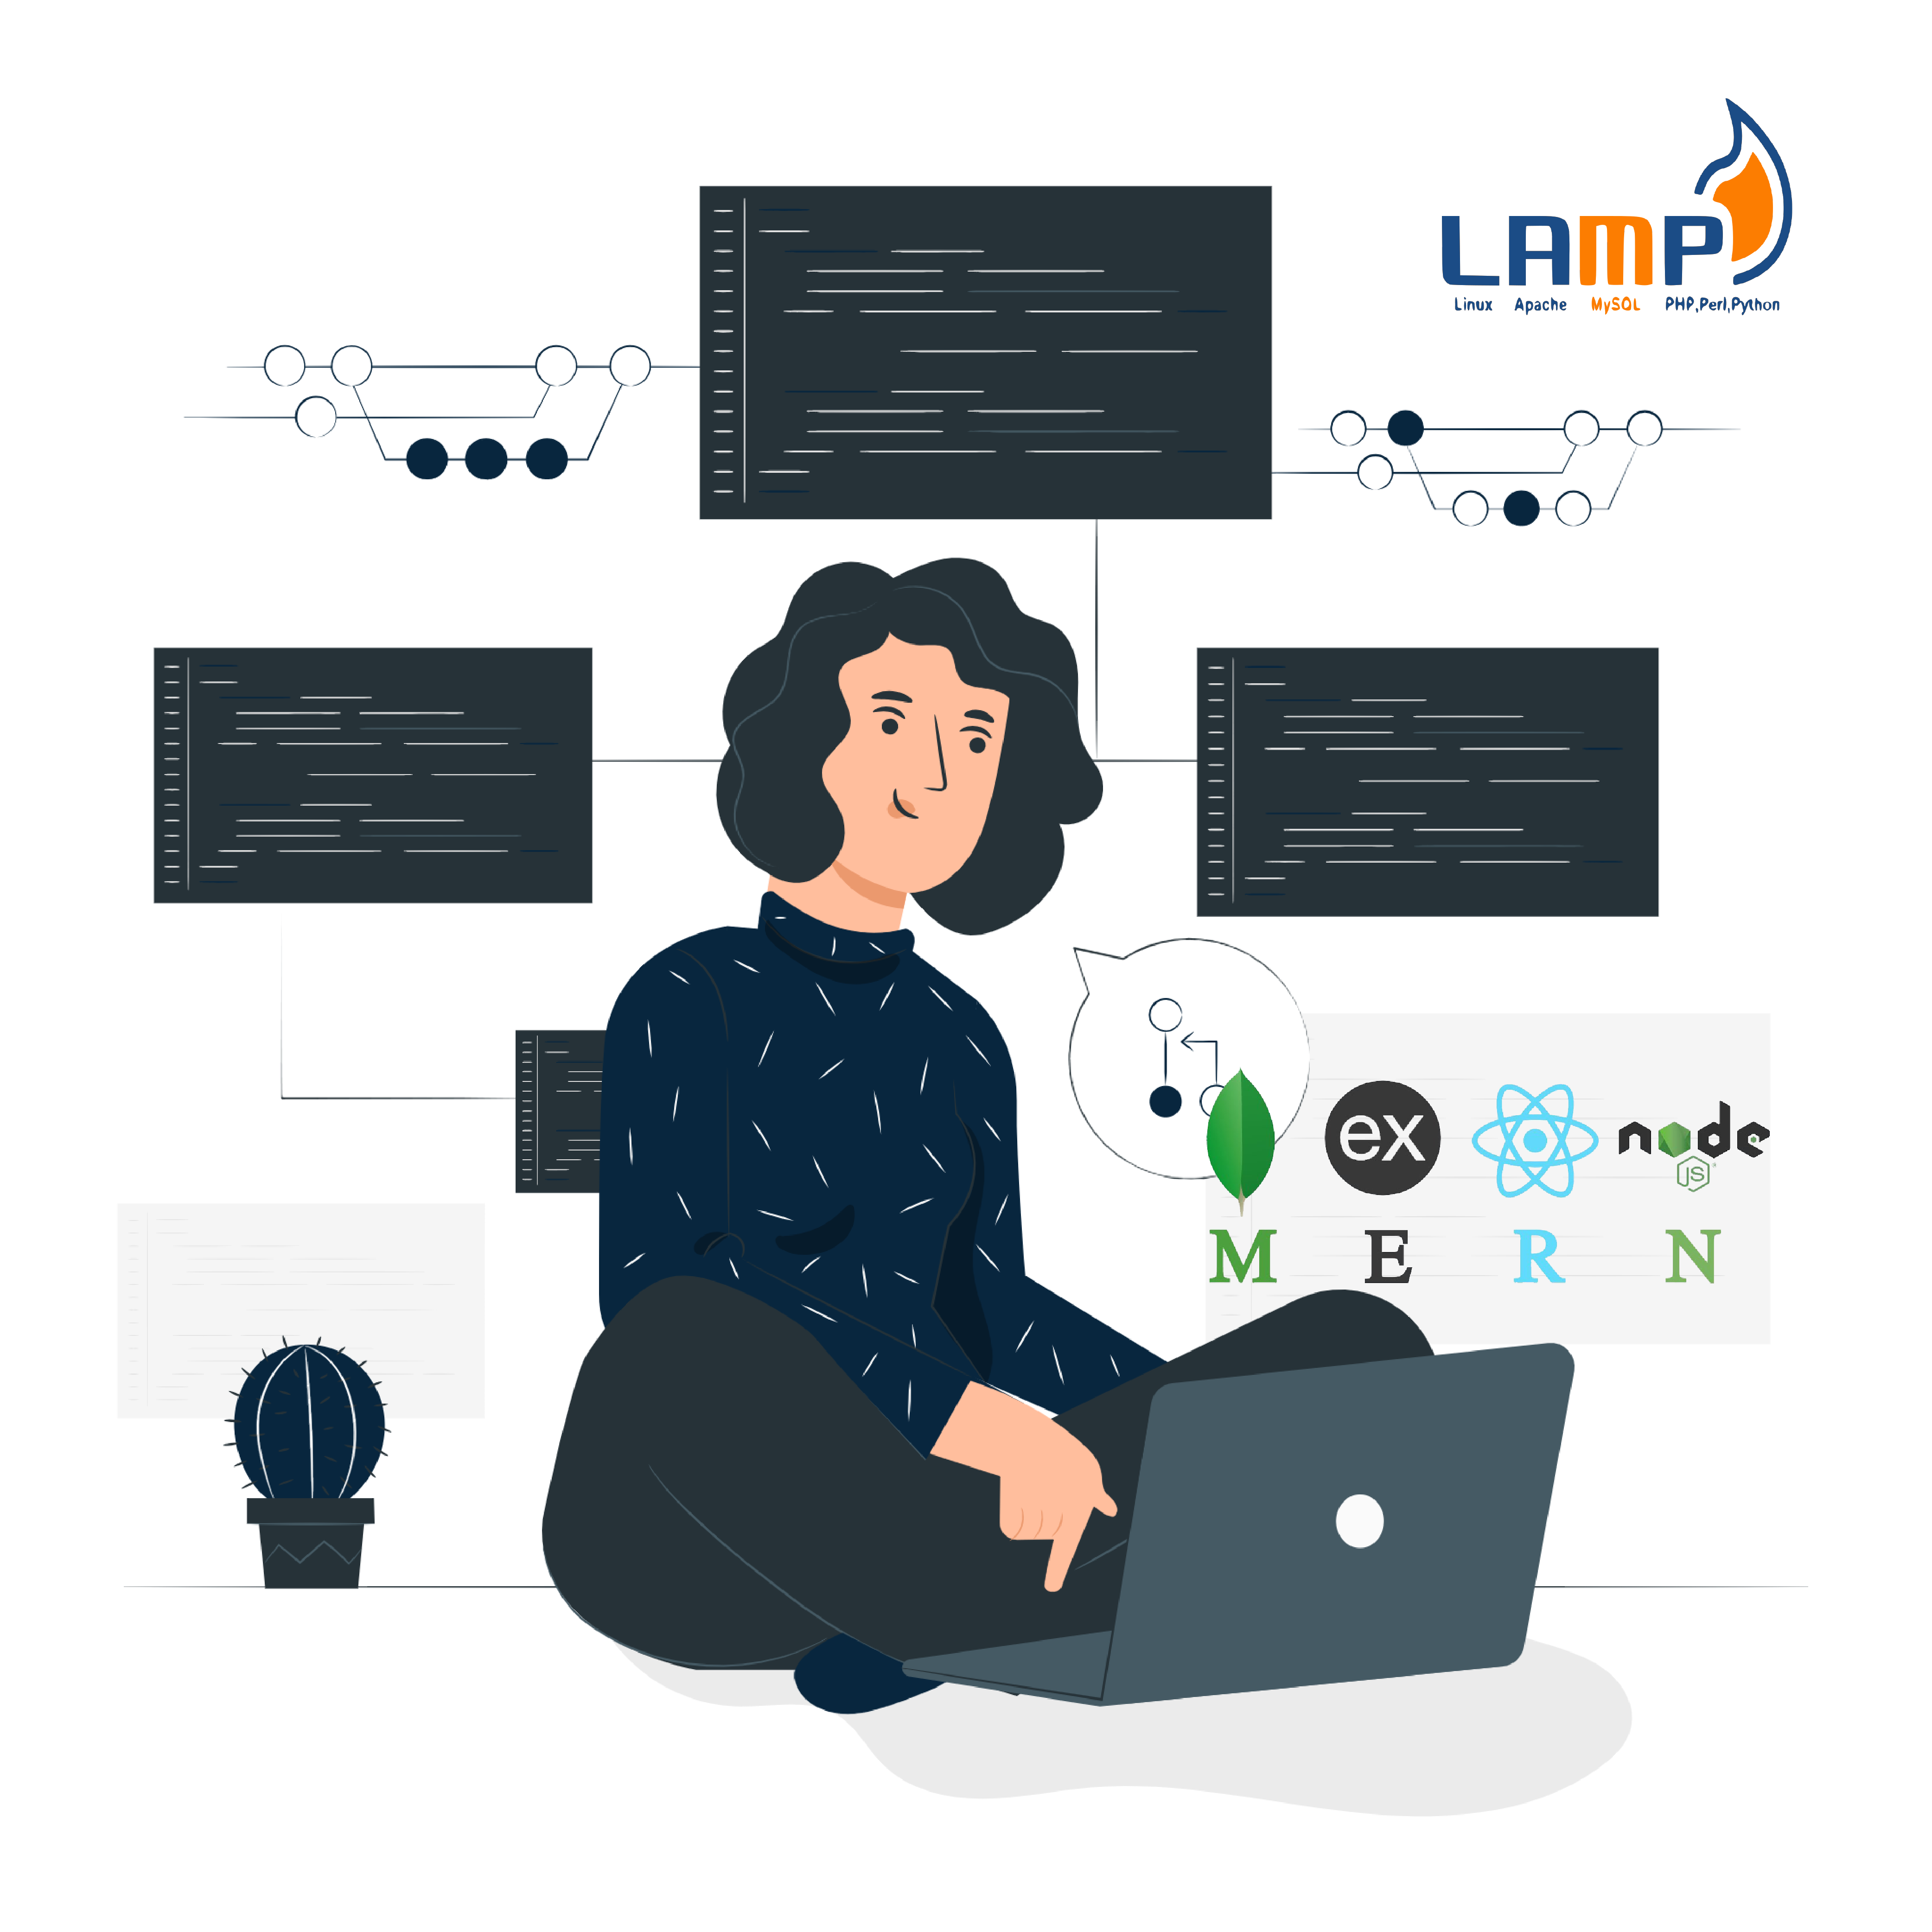 LAMP
Linux Apache MySQL PHP,Perl,Python
ex
node
JS
M E R N